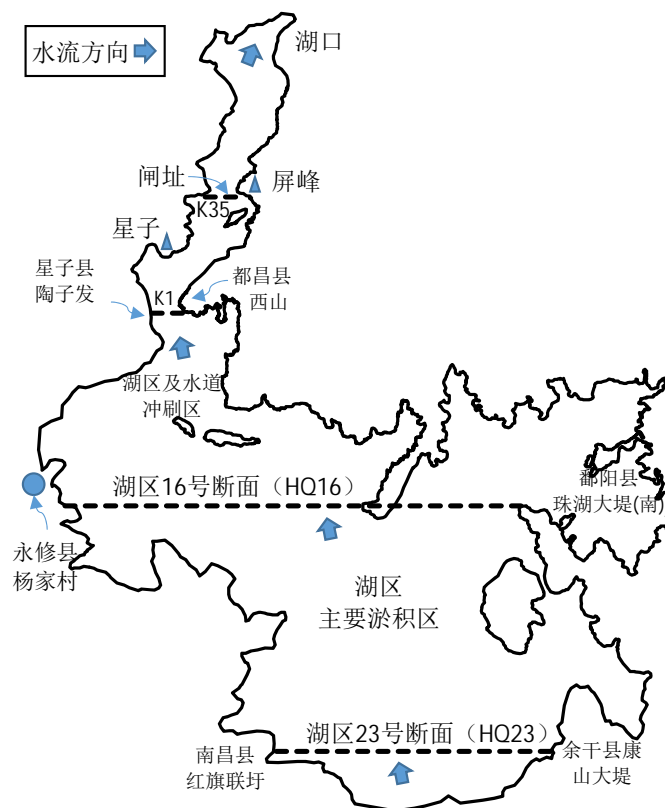 水流方向
湖口
闸址
屏峰
K35
星子
星子县
陶子发
K1
都昌县
西山
湖区及水道
冲刷区
湖区16号断面（HQ16）
鄱阳县
珠湖大堤(南)
永修县
杨家村
湖区
主要淤积区
湖区23号断面（HQ23）
南昌县
红旗联圩
余干县康
山大堤